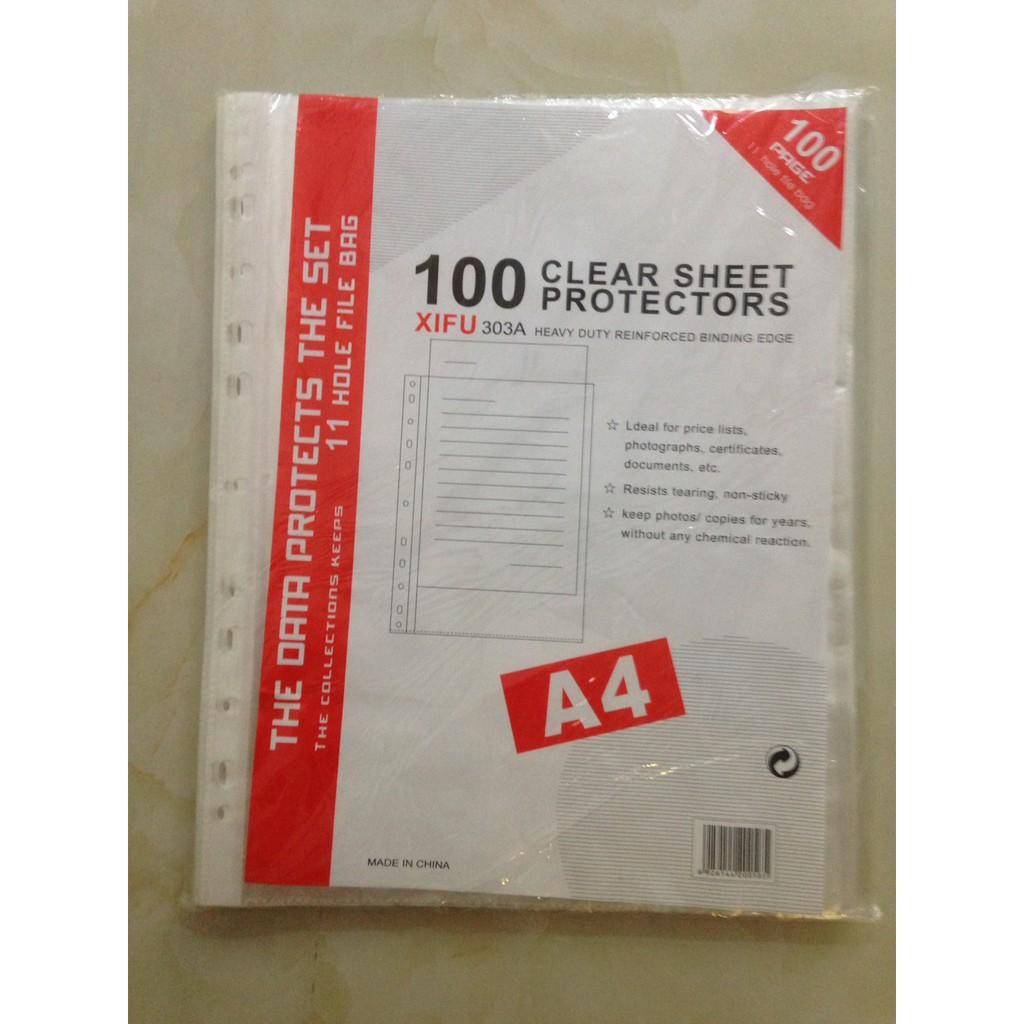 100
PAGE
11 hole file bag
THE DATA PROTECTS THE SET
THE COLLECTIONS KEEPS 11 HOLE FILE BAG
100 CLEAR SHEET
PROTECTORS
XIFU 303A HEAVY DUTY REINFORCED BINDING EDGE
☆ Ldeal for price lists,
photographs, certificates,
documents, etc.
☆ Resists tearing, non-sticky
☆ keep photos/ copies for years,
without any chemical reaction.
A4
MADE IN CHINA